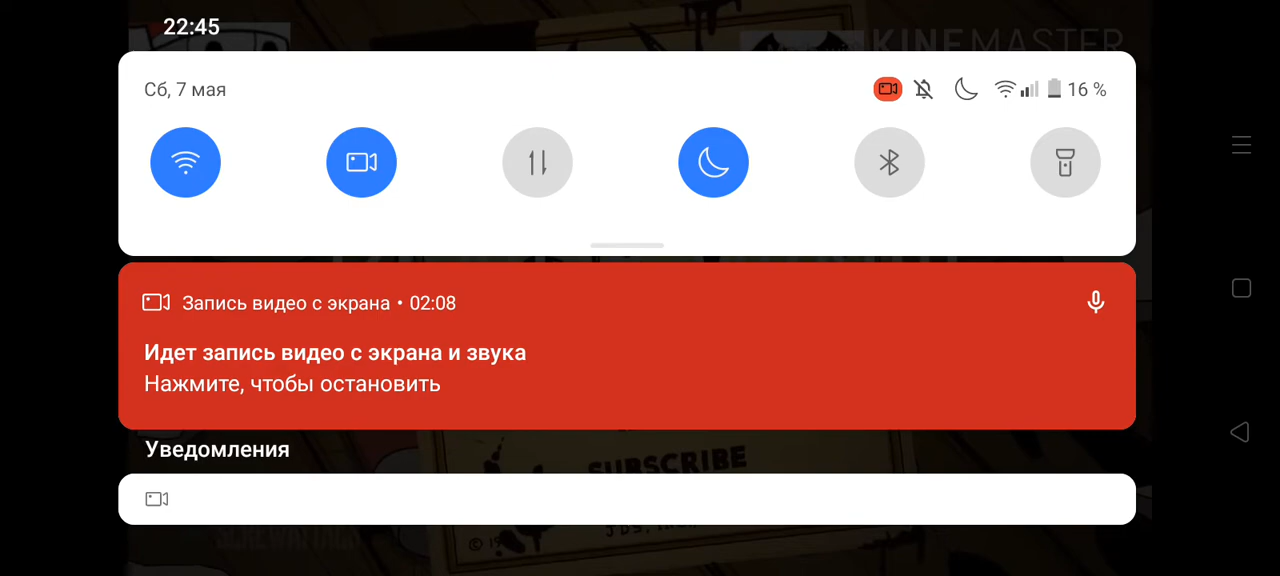 22:45
KINEMASTER
Сб, 7 мая
16 %
Запись видео с экрана • 02:08
Идет запись видео с экрана и звука
Нажмите, чтобы остановить
Уведомления
SUBSCRIBE